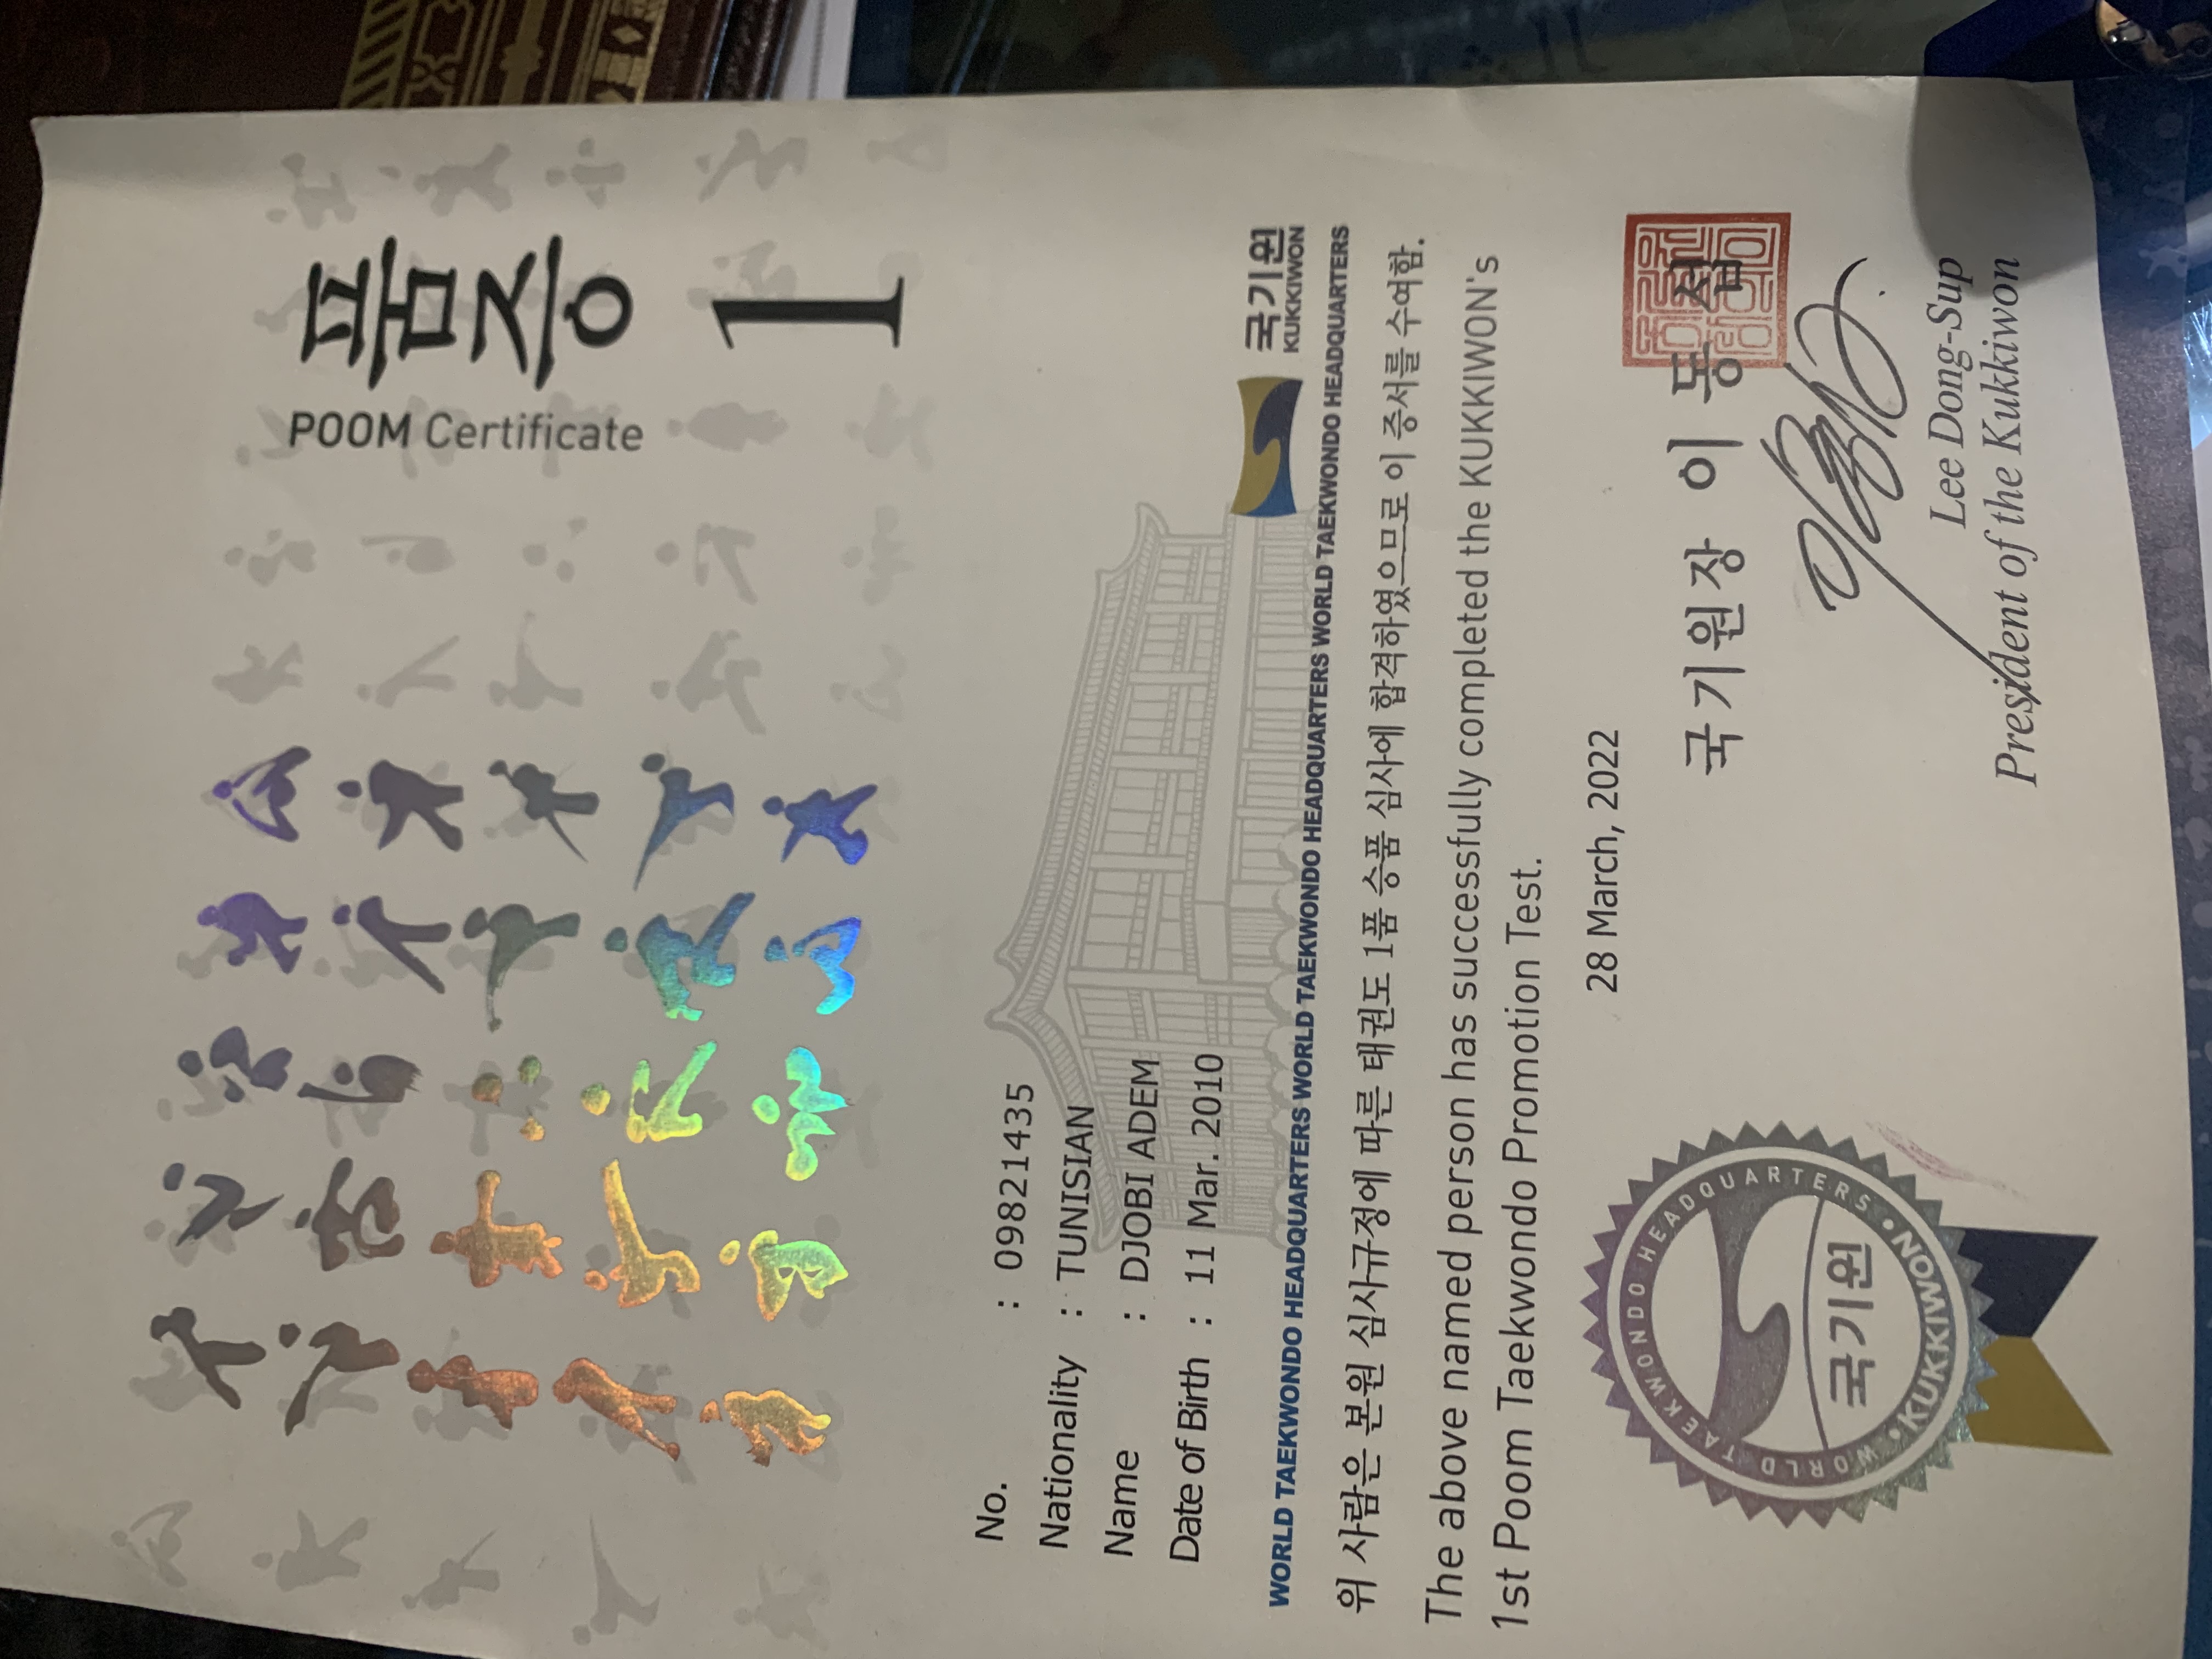 품증
POOM Certificate
1
No. : 09821435
Nationality : TUNISIAN
Name : DJOBI ADEM
Date of Birth : 11 Mar. 2010
국기원
KUKKIWON
WORLD TAEKWONDO HEADQUARTERS WORLD TAEKWONDO HEADQUARTERS WORLD TAEKWONDO HEADQUARTERS WORLD TAEKWONDO HEADQUARTERS
위 사람은 본원 심사규정에 따른 태권도 1품 승품 심사에 합격하였으므로 이 증서를 수여함.
The above named person has successfully completed the KUKKIWON's
1st Poom Taekwondo Promotion Test.
28 March, 2022
국기원장 이 동 섭
Lee Dong-Sup
President of the Kukkiwon
WORLD TAEKWONDO HEADQUARTERS • KUKKIWON •
국기원